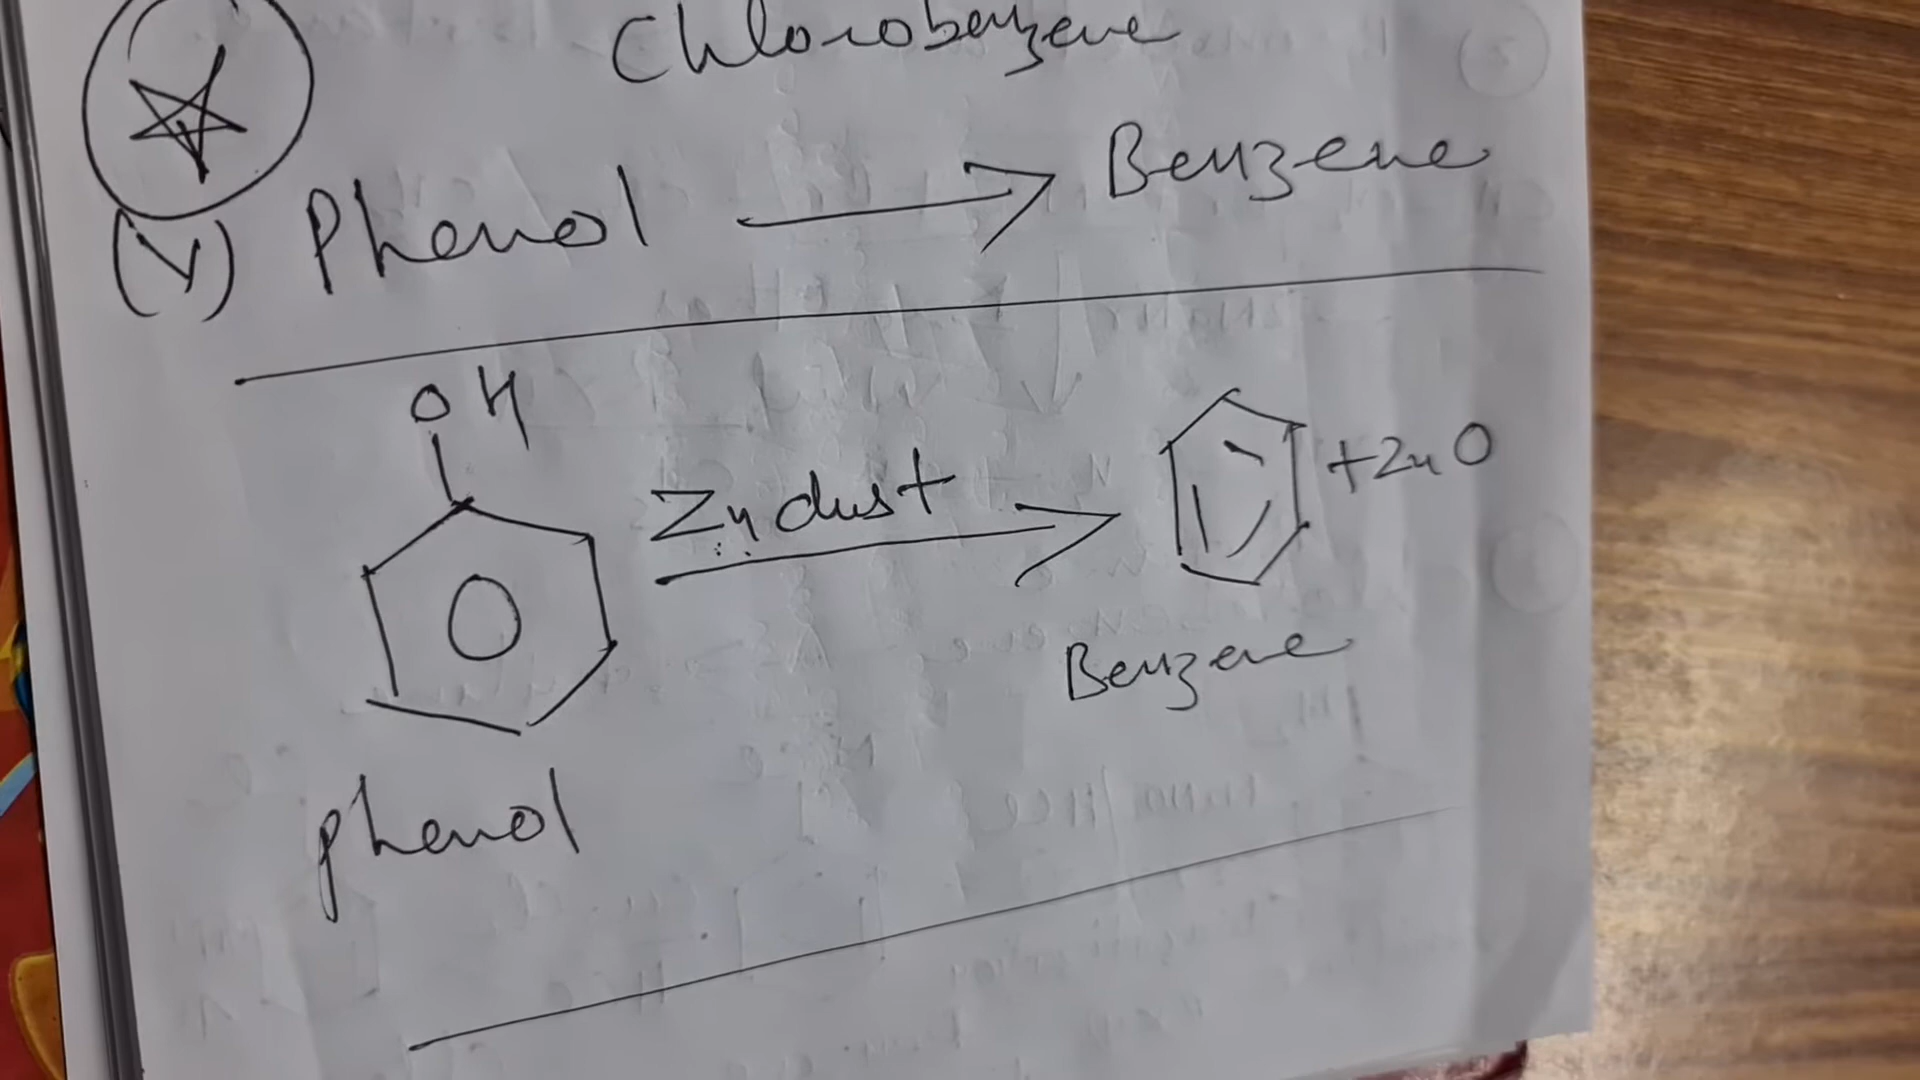 Chlorobenzene
(V) Phenol → Benzene
OH
Zn dust
+ZnO
Benzene
phenol